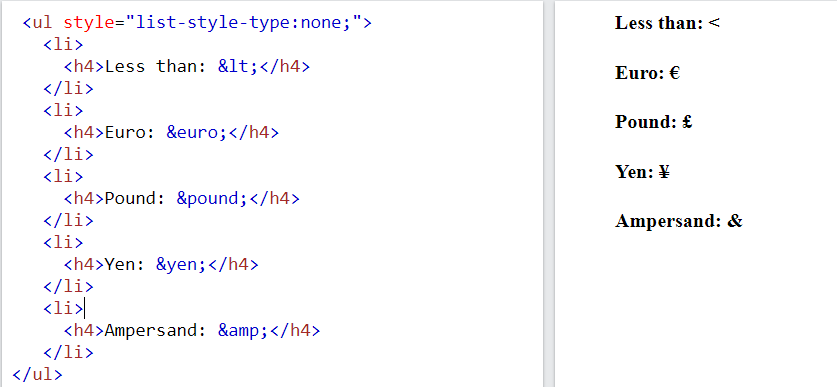 <ul style="list-style-type:none;">
<li>
<h4>Less than: &lt;</h4>
</li>
<li>
<h4>Euro: &euro;</h4>
</li>
<li>
<h4>Pound: &pound;</h4>
</li>
<li>
<h4>Yen: &yen;</h4>
</li>
<li>
<h4>Ampersand: &amp;</h4>
</li>
</ul>
Less than: <
Euro: €
Pound: £
Yen: ¥
Ampersand: &